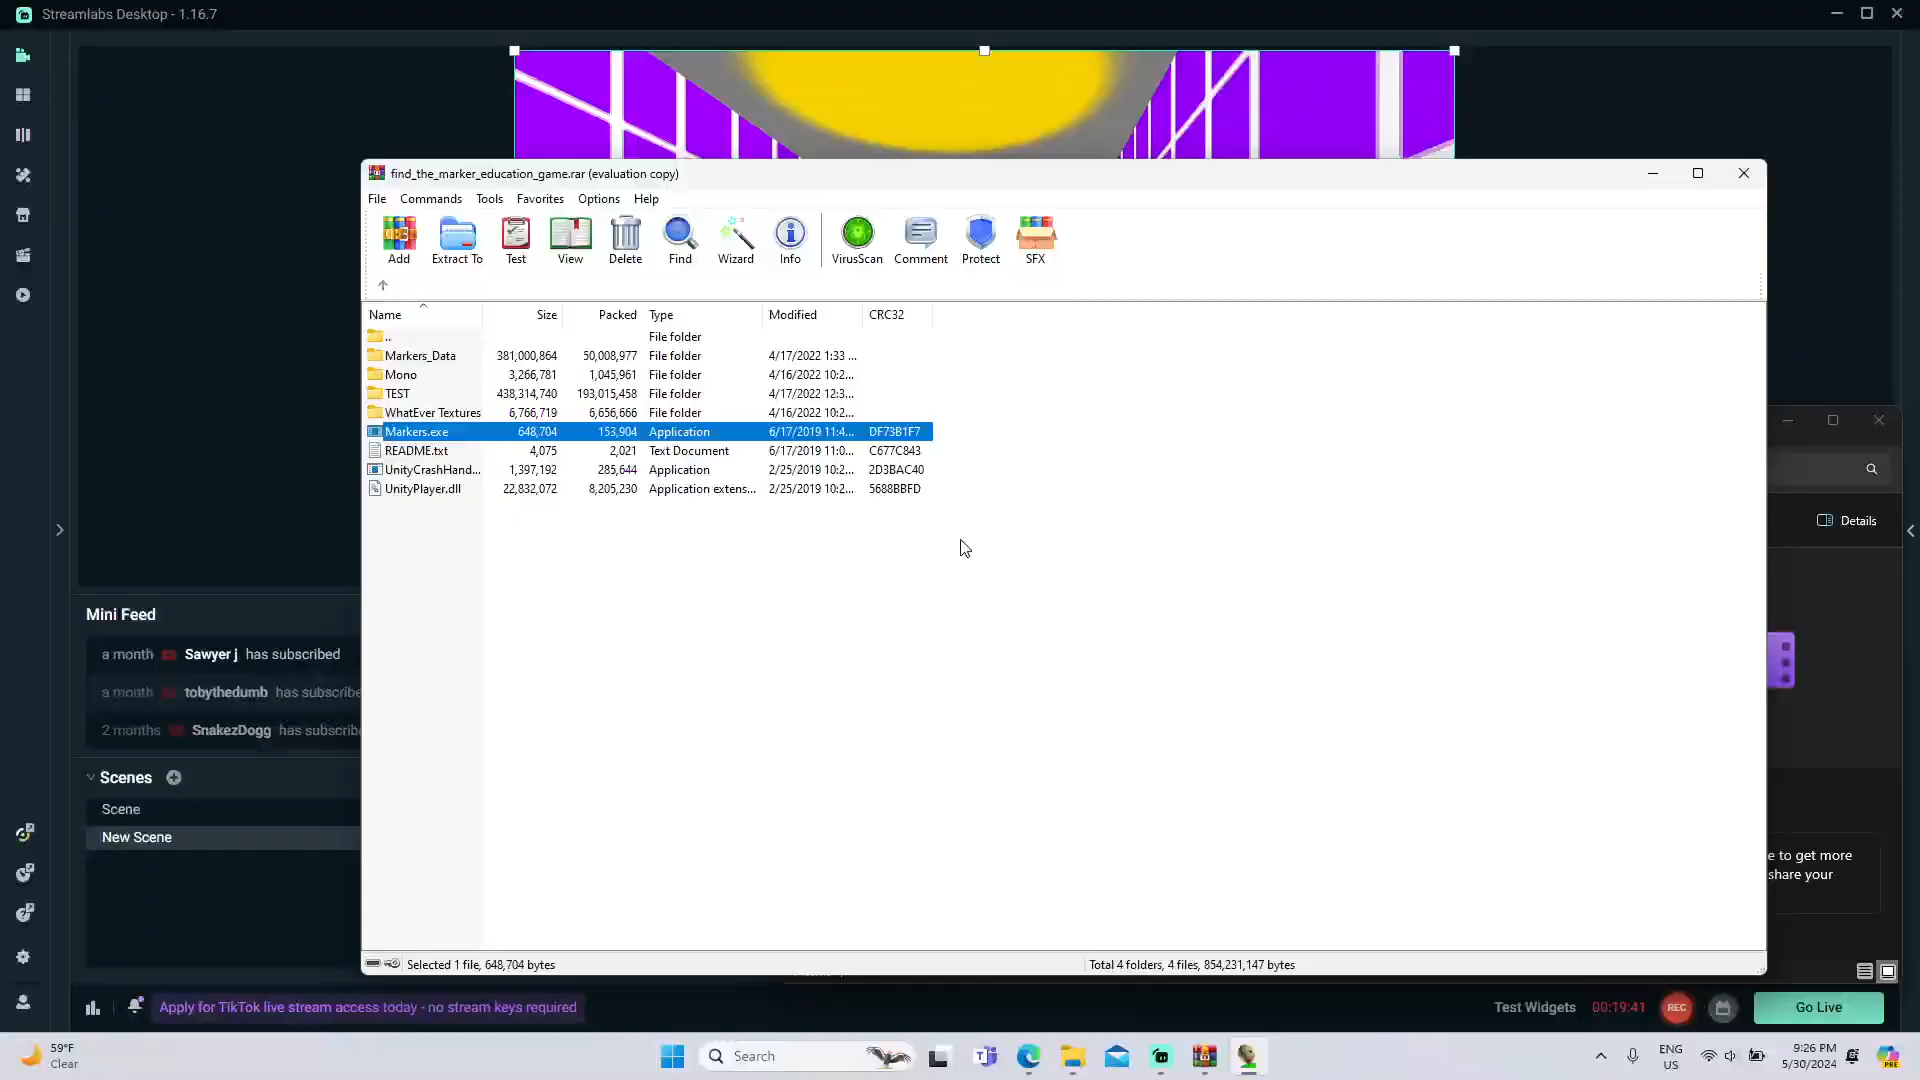 Streamlabs Desktop - 1.16.7
find_the_marker_education_game.rar (evaluation copy)
File Commands Tools Favorites Options Help
Add Extract To Test View Delete Find Wizard Info VirusScan Comment Protect SFX
Name Size Packed Type Modified CRC32
.. File folder
Markers_Data 381,000,864 50,008,977 File folder 4/17/2022 1:33 ...
Mono 3,266,781 1,045,961 File folder 4/16/2022 10:2...
TEST 438,314,740 193,015,458 File folder 4/17/2022 12:3...
WhatEver Textures 6,766,719 6,656,666 File folder 4/16/2022 10:2...
Markers.exe 648,704 153,904 Application 6/17/2019 11:4... DF73B1F7
README.txt 4,075 2,021 Text Document 6/17/2019 11:0... C677C843
UnityCrashHand... 1,397,192 285,644 Application 2/25/2019 10:2... 2D3BAC40
UnityPlayer.dll 22,832,072 8,205,230 Application extens... 2/25/2019 10:2... 5688BBFD
Details
Mini Feed
a month Sawyer j has subscribed
a month tobythedumb has subscribe
2 months SnakezDogg has subscribe
Scenes
Scene
New Scene
e to get more
share your
Selected 1 file, 648,704 bytes
Total 4 folders, 4 files, 854,231,147 bytes
Apply for TikTok live stream access today - no stream keys required
Test Widgets 00:19:41 REC Go Live
59°F
Clear
Search
ENG
US
9:26 PM
5/30/2024
PRE